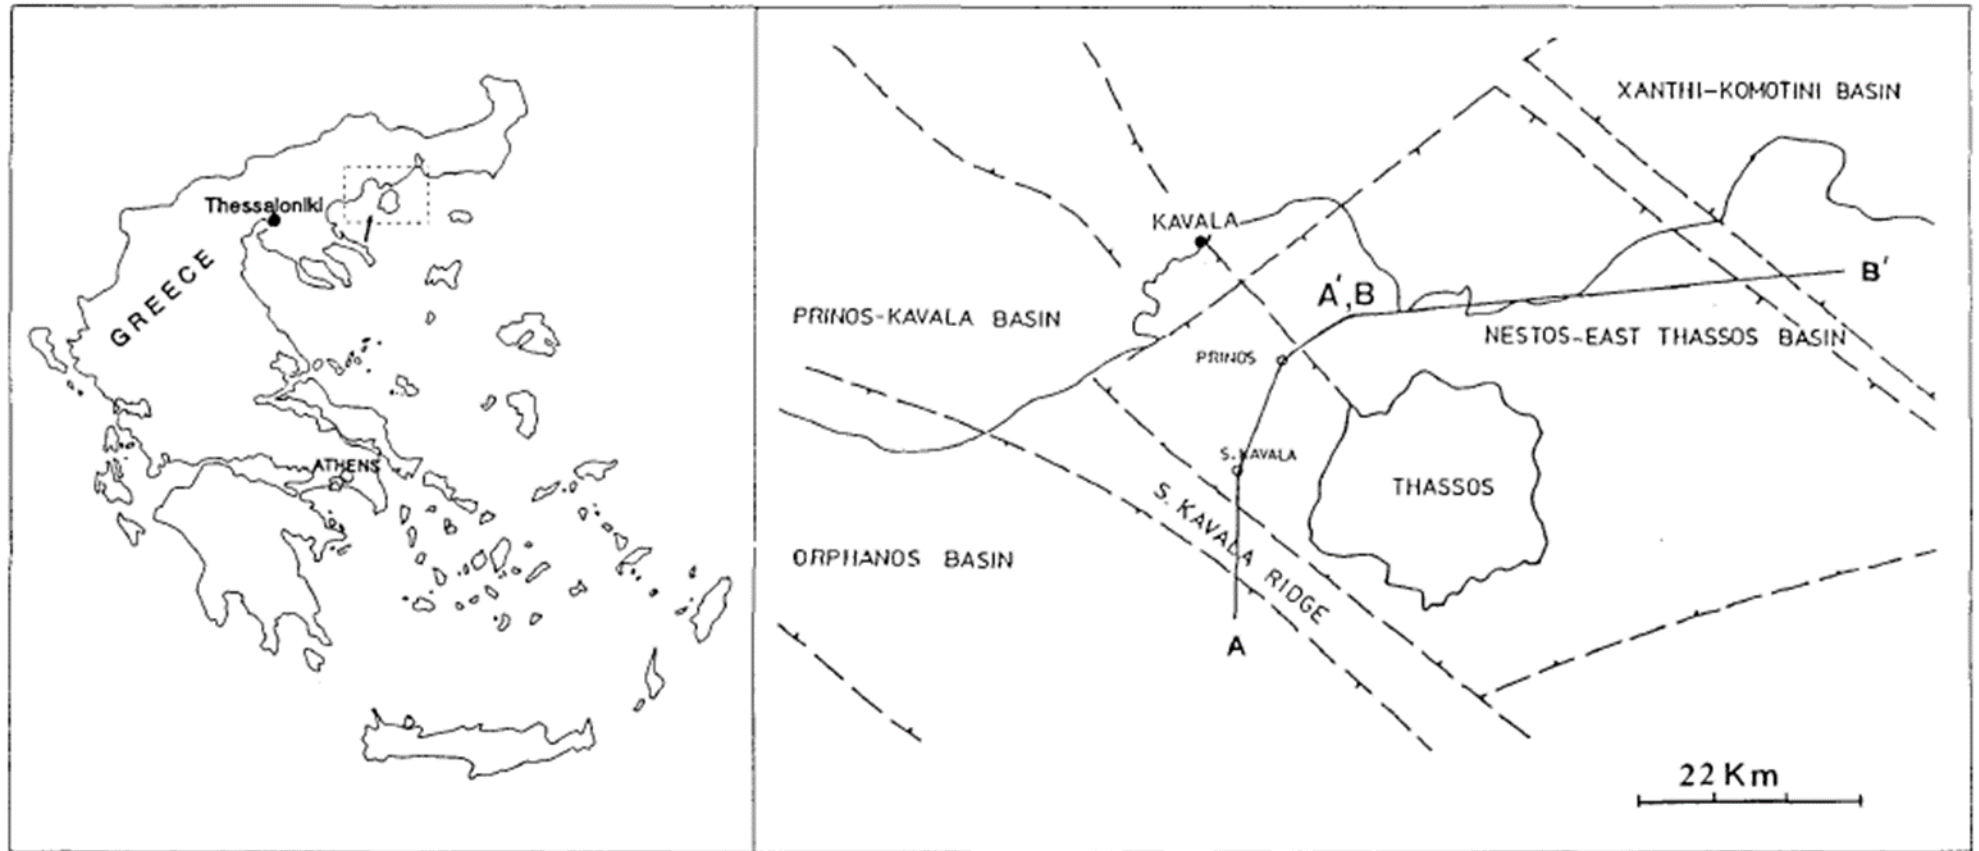 Thessaloniki
GREECE
ATHENS
XANTHI-KOMOTINI BASIN
KAVALA
PRINOS-KAVALA BASIN
A',B
B'
NESTOS-EAST THASSOS BASIN
PRINOS
S. KAVALA
THASSOS
S. KAVALA RIDGE
ORPHANOS BASIN
A
22 Km